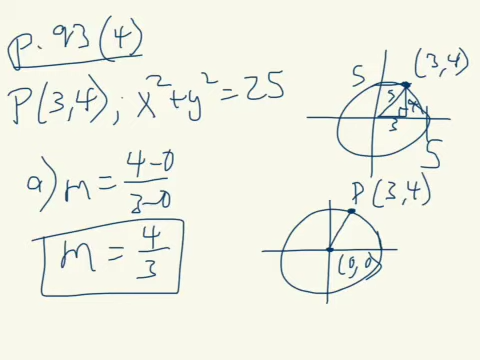 p. 93 (4)
P(3,4); x²+y²=25
a) m = 4-0 / 3-0
m = 4/3
5
(3,4)
5
4
3
5
P(3,4)
(0,0)